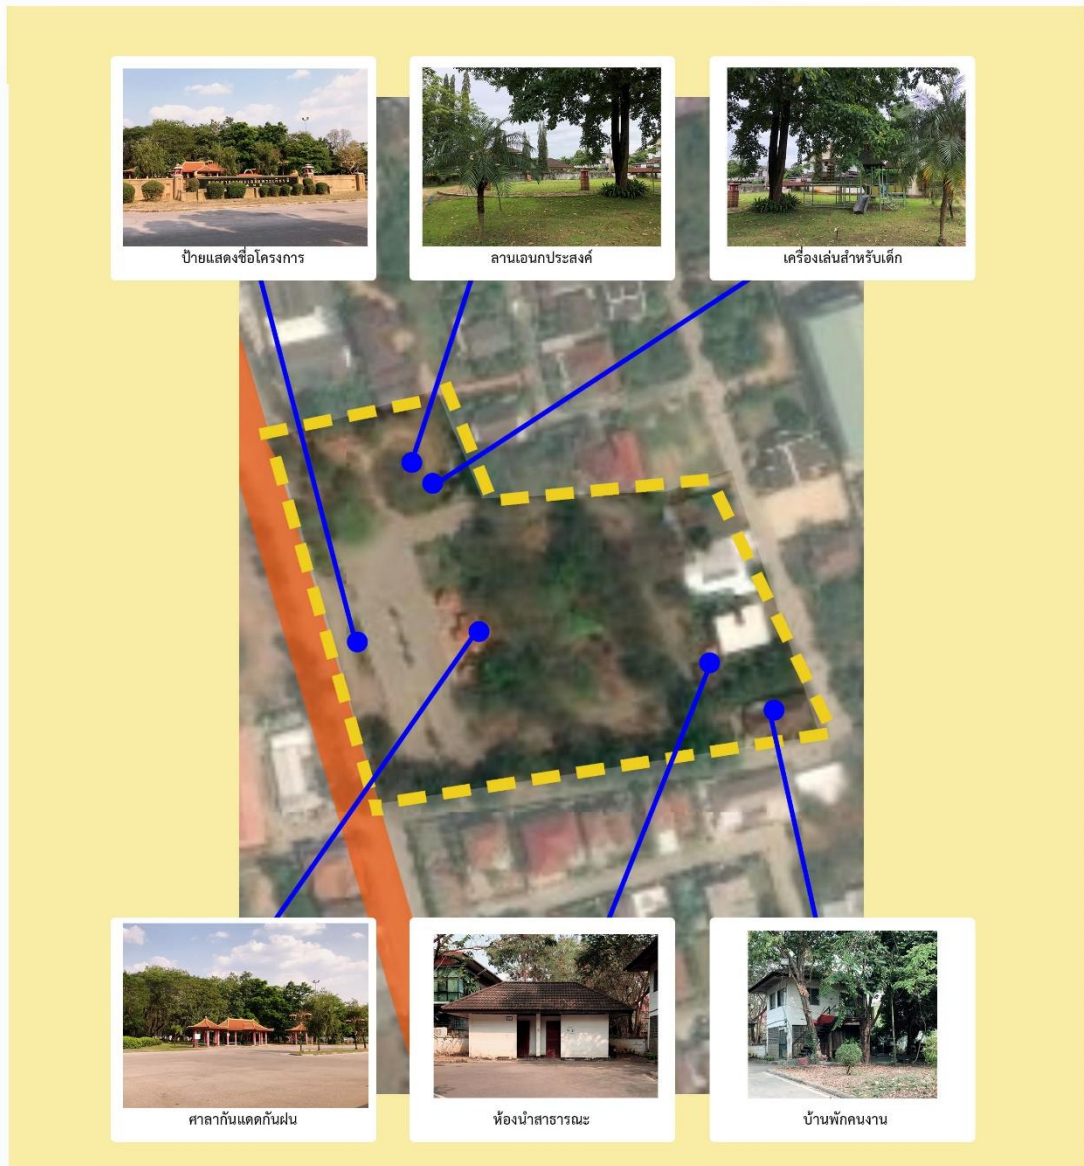 ป้ายแสดงชื่อโครงการ
ลานเอนกประสงค์
เครื่องเล่นสำหรับเด็ก
ศาลากันแดดกันฝน
ห้องน้ำสาธารณะ
บ้านพักคนงาน